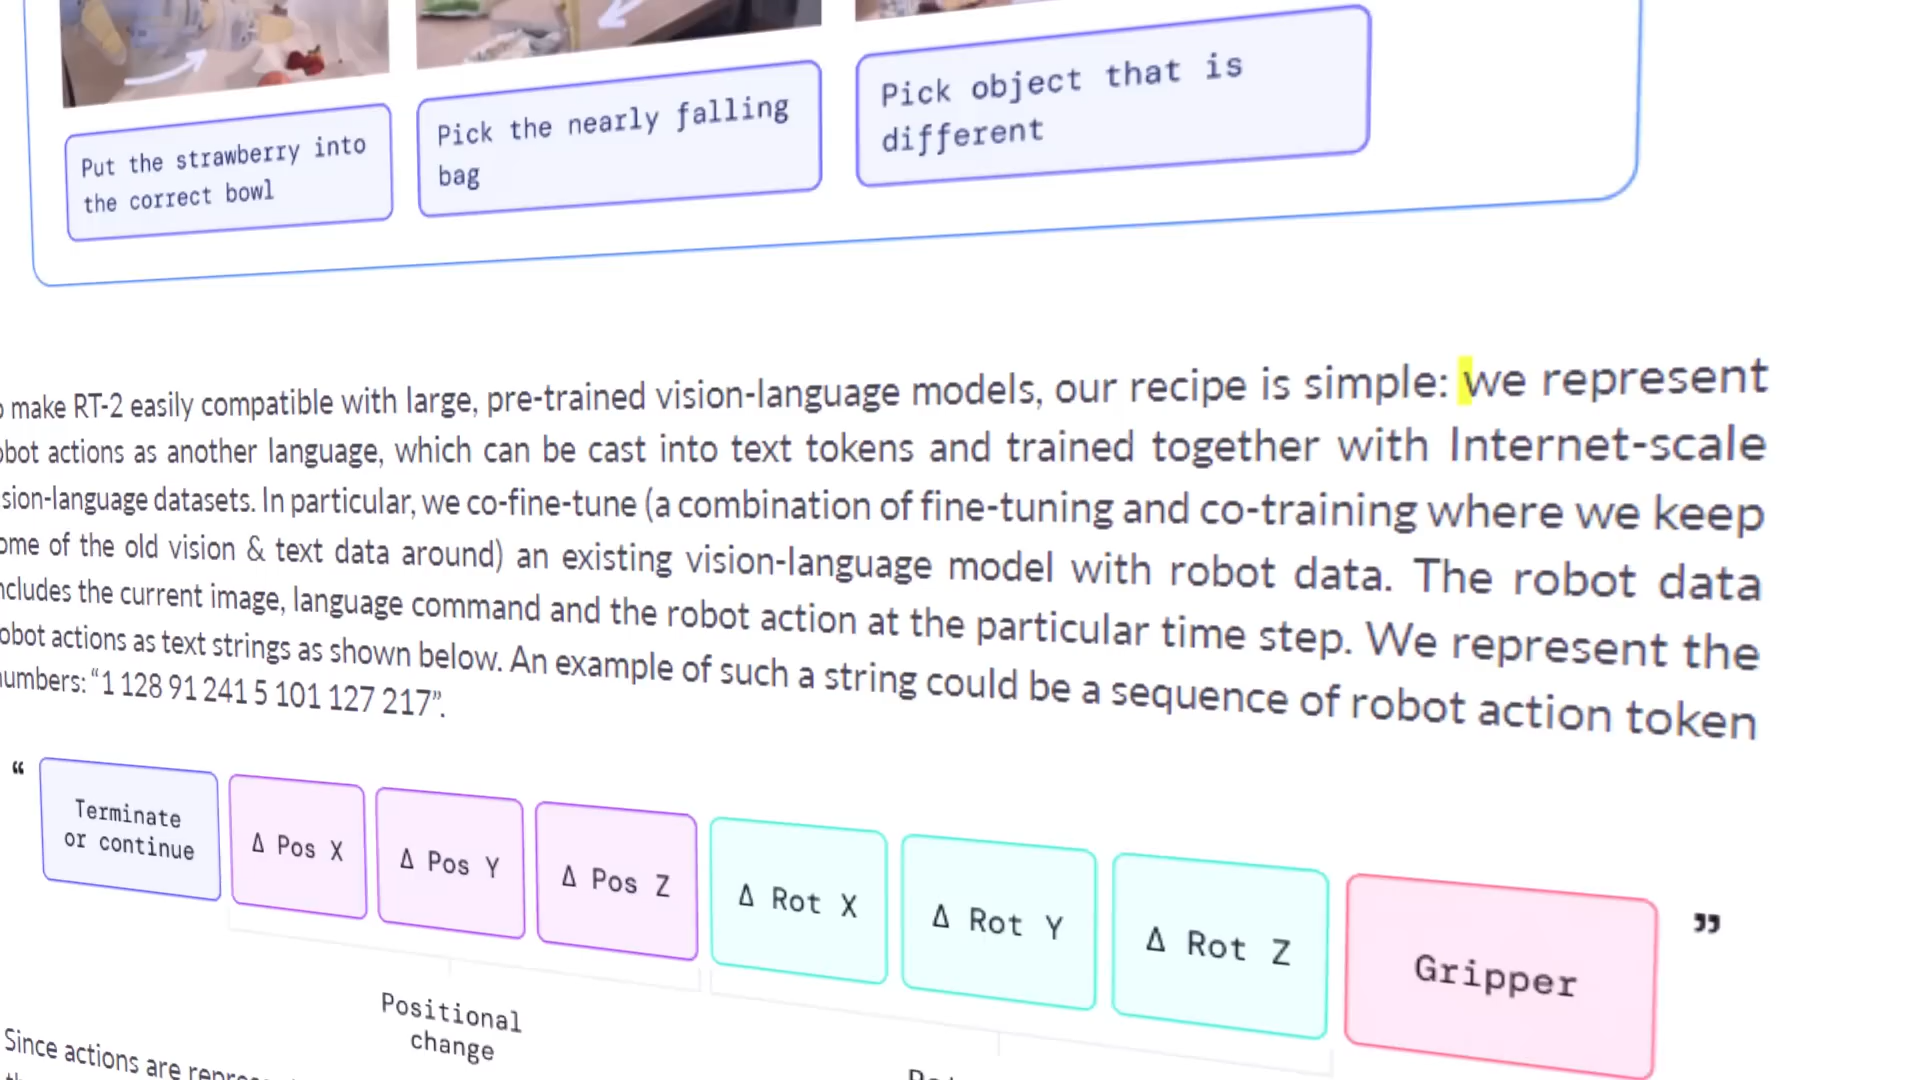 Put the strawberry into
the correct bowl
Pick the nearly falling
bag
Pick object that is
different
make RT-2 easily compatible with large, pre-trained vision-language models, our recipe is simple: we represent
actions as another language, which can be cast into text tokens and trained together with Internet-scale
sion-language datasets. In particular, we co-fine-tune (a combination of fine-tuning and co-training where we keep
ome of the old vision & text data around) an existing vision-language model with robot data. The robot data
ncludes the current image, language command and the robot action at the particular time step. We represent the
obot actions as text strings as shown below. An example of such a string could be a sequence of robot action token
numbers: “1 128 91 241 5 101 127 217”.
“
Terminate
or continue
Δ Pos X
Δ Pos Y
Δ Pos Z
Δ Rot X
Δ Rot Y
Δ Rot Z
Gripper
”
Positional
change
Since actions are